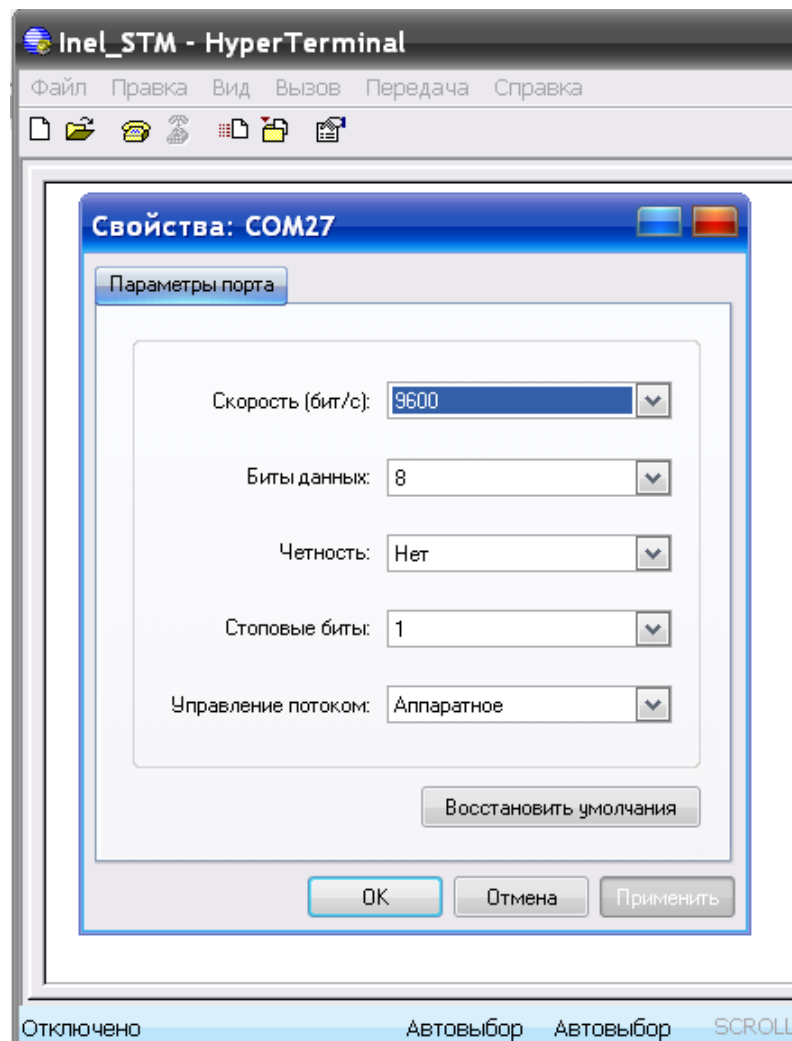 Inel_STM - HyperTerminal
Файл Правка Вид Вызов Передача Справка
Свойства: COM27
Параметры порта
Скорость (бит/с): 9600
Биты данных: 8
Четность: Нет
Стоповые биты: 1
Управление потоком: Аппаратное
Восстановить умолчания
OK Отмена Применить
Отключено Автовыбор Автовыбор SCROLL